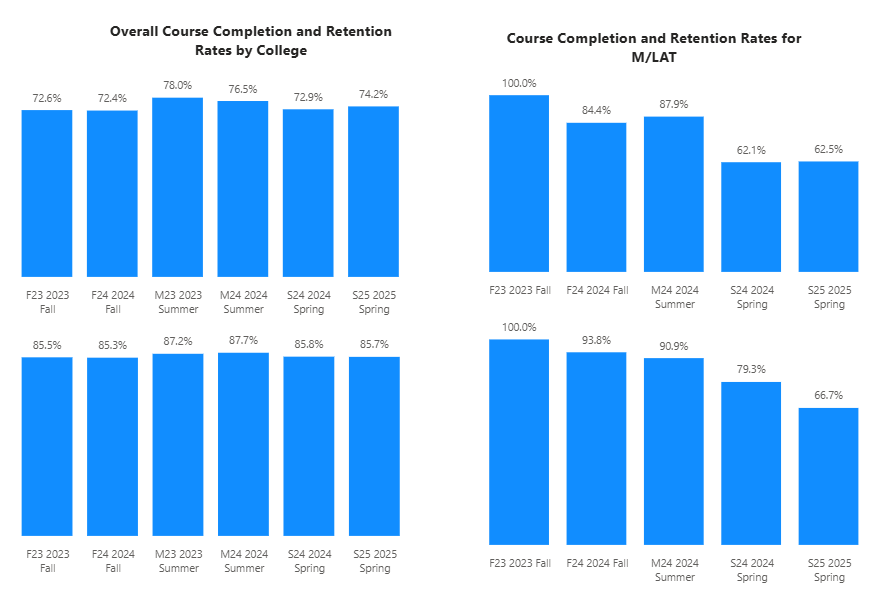 Overall Course Completion and Retention
Rates by College
78.0%
76.5%
74.2%
72.6%
72.4%
72.9%
F23 2023
Fall
F24 2024
Fall
M23 2023
Summer
M24 2024
Summer
S24 2024
Spring
S25 2025
Spring
85.5%
85.3%
87.2%
87.7%
85.8%
85.7%
F23 2023
Fall
F24 2024
Fall
M23 2023
Summer
M24 2024
Summer
S24 2024
Spring
S25 2025
Spring
Course Completion and Retention Rates for
M/LAT
100.0%
84.4%
87.9%
62.1%
62.5%
F23 2023 Fall
F24 2024 Fall
M24 2024
Summer
S24 2024
Spring
S25 2025
Spring
100.0%
93.8%
90.9%
79.3%
66.7%
F23 2023 Fall
F24 2024 Fall
M24 2024
Summer
S24 2024
Spring
S25 2025
Spring